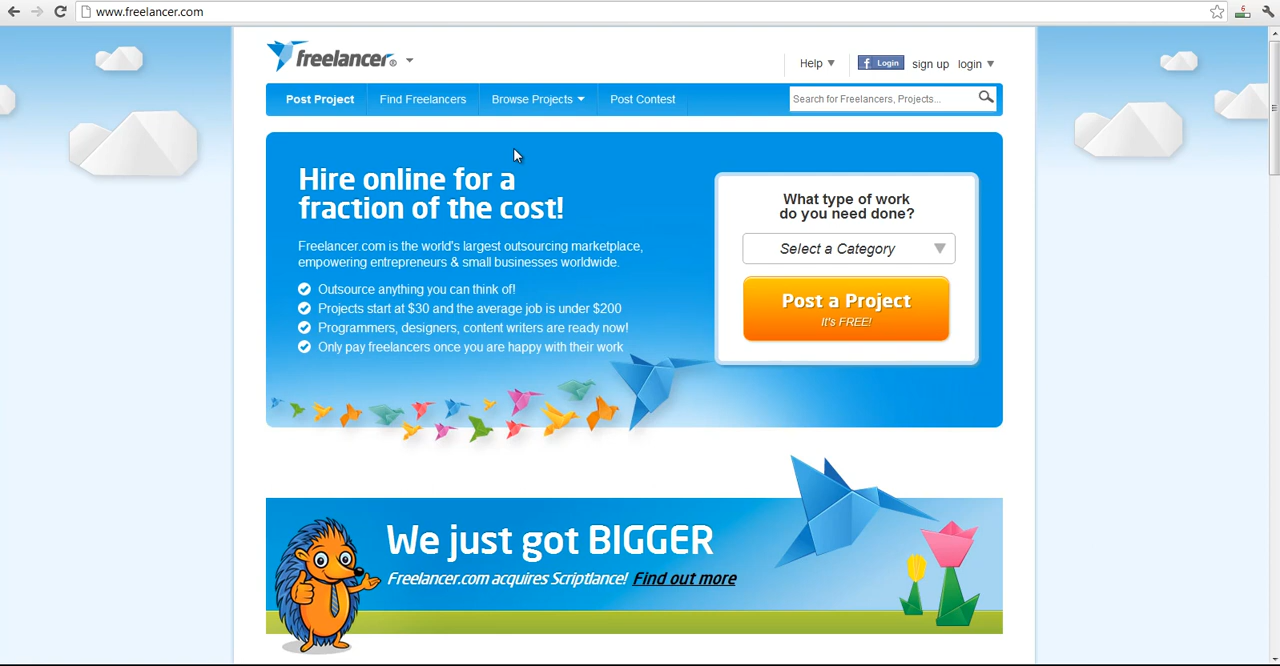 www.freelancer.com
6
freelancer®
Help
f Login
sign up
login
Post Project
Find Freelancers
Browse Projects
Post Contest
Search for Freelancers, Projects...
Hire online for a
fraction of the cost!
Freelancer.com is the world's largest outsourcing marketplace,
empowering entrepreneurs & small businesses worldwide.
Outsource anything you can think of!
Projects start at $30 and the average job is under $200
Programmers, designers, content writers are ready now!
Only pay freelancers once you are happy with their work
What type of work
do you need done?
Select a Category
Post a Project
It's FREE!
We just got BIGGER
Freelancer.com acquires Scriptlance! Find out more